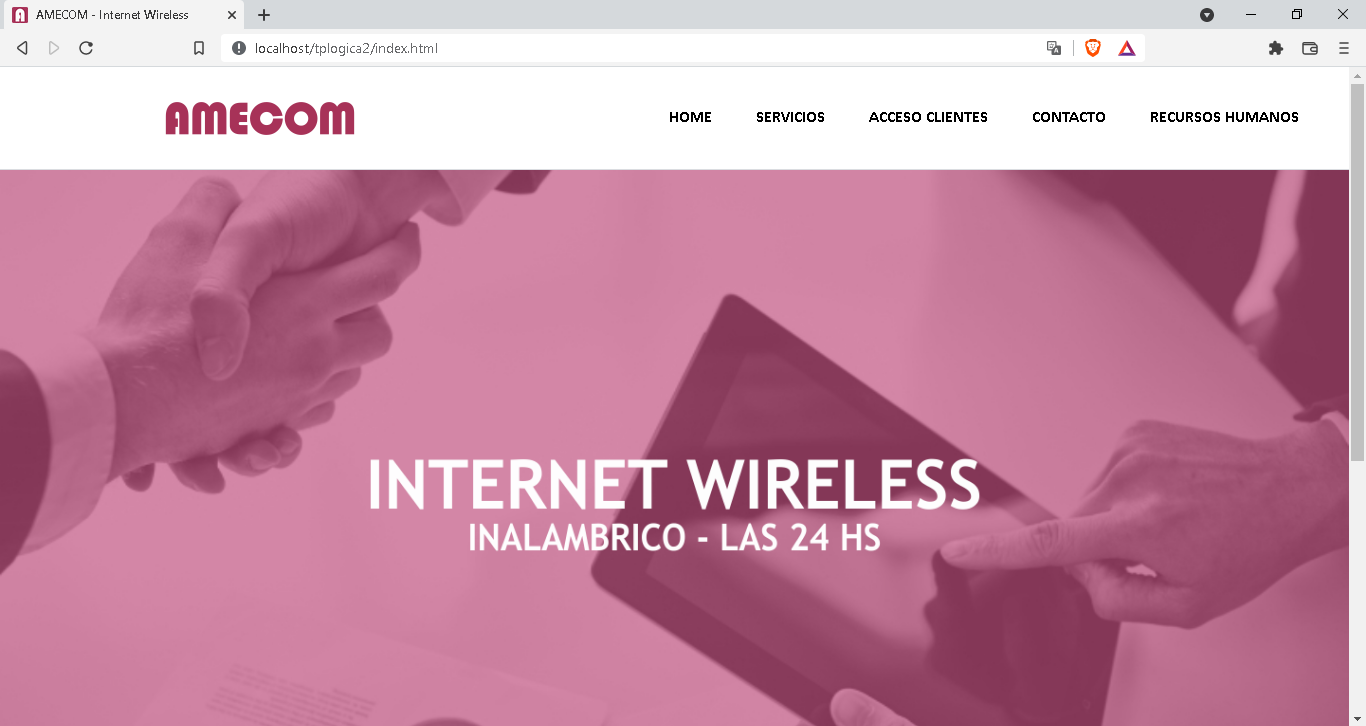 AMECOM - Internet Wireless
localhost/tplogica2/index.html
AMECOM
HOME SERVICIOS ACCESO CLIENTES CONTACTO RECURSOS HUMANOS
INTERNET WIRELESS
INALAMBRICO - LAS 24 HS